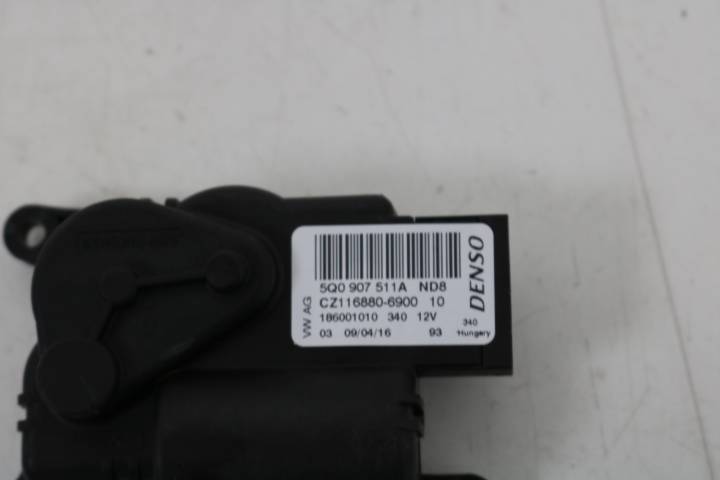 5Q0 907 511A ND8
CZ116880-6900 10
186001010 340 12V
03 09/04/16 93
VW AG
DENSO
340
Hungary